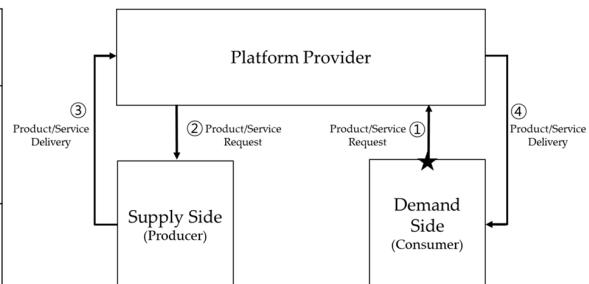 Platform Provider
③
Product/Service
Delivery
② Product/Service
Request
Product/Service ①
Request
④
Product/Service
Delivery
Supply Side
(Producer)
Demand
Side
(Consumer)